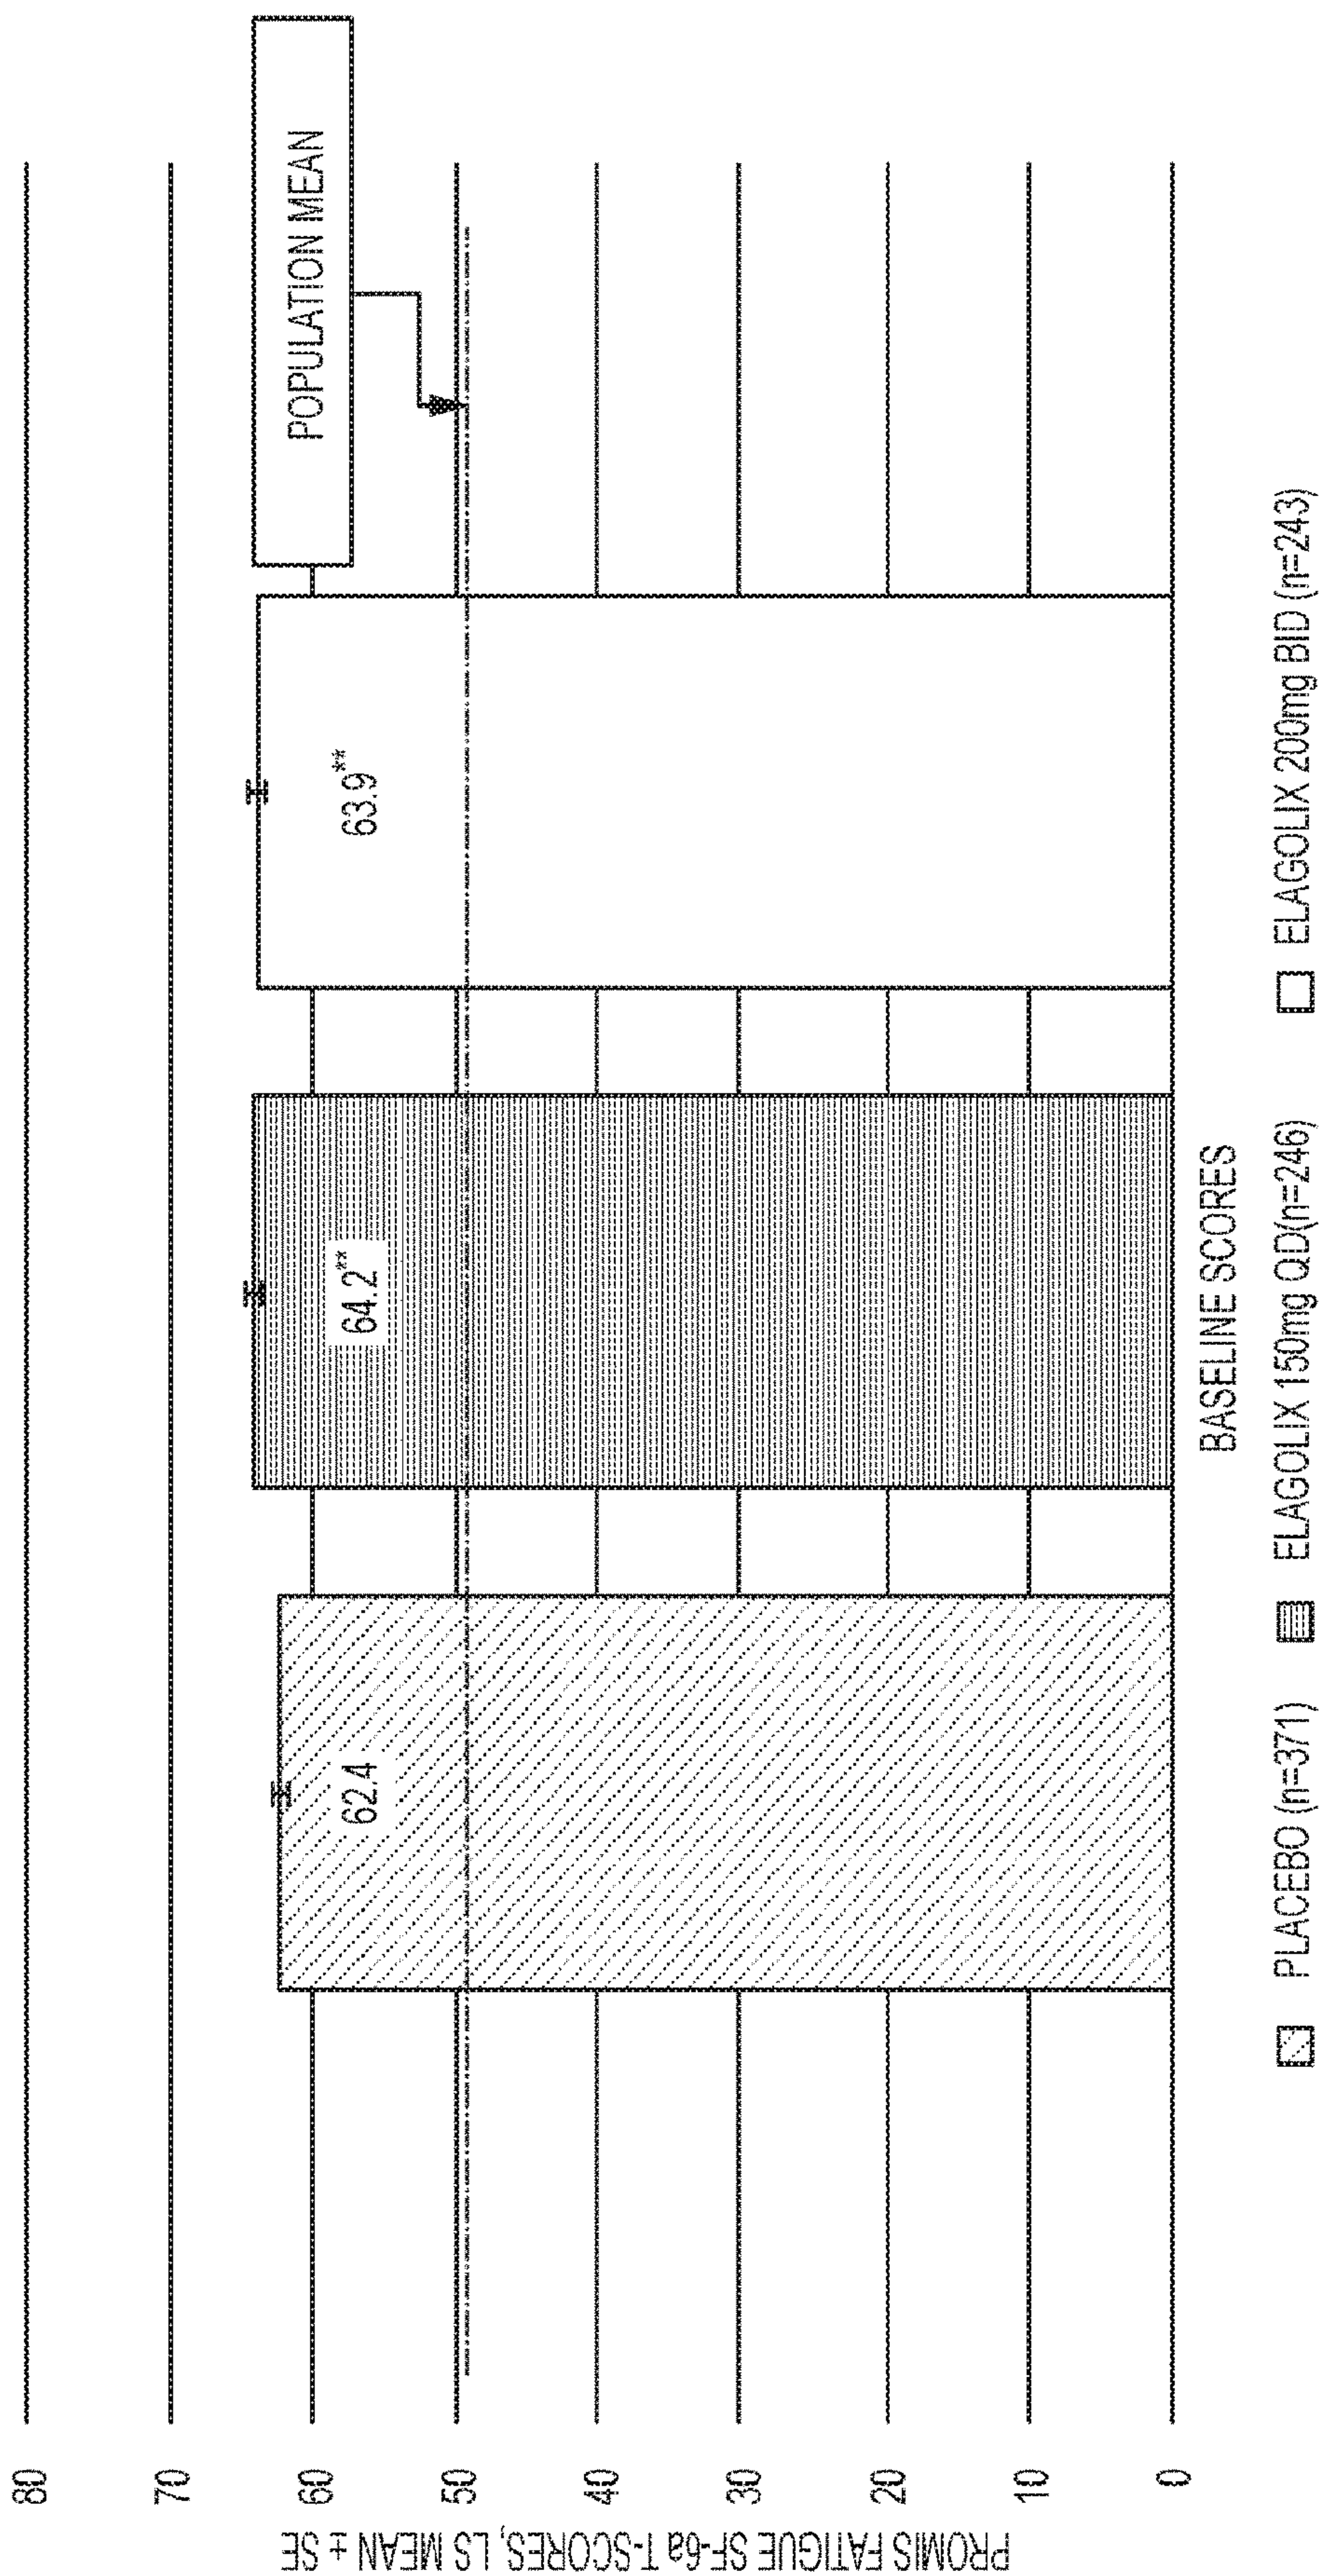 PROMIS FATIGUE SF-6a T-SCORES, LS MEAN ± SE
80
70
60
50
40
30
20
10
0
62.4
64.2**
63.9**
POPULATION MEAN
BASELINE SCORES
PLACEBO (n=371)
ELAGOLIX 150mg QD(n=246)
ELAGOLIX 200mg BID (n=243)